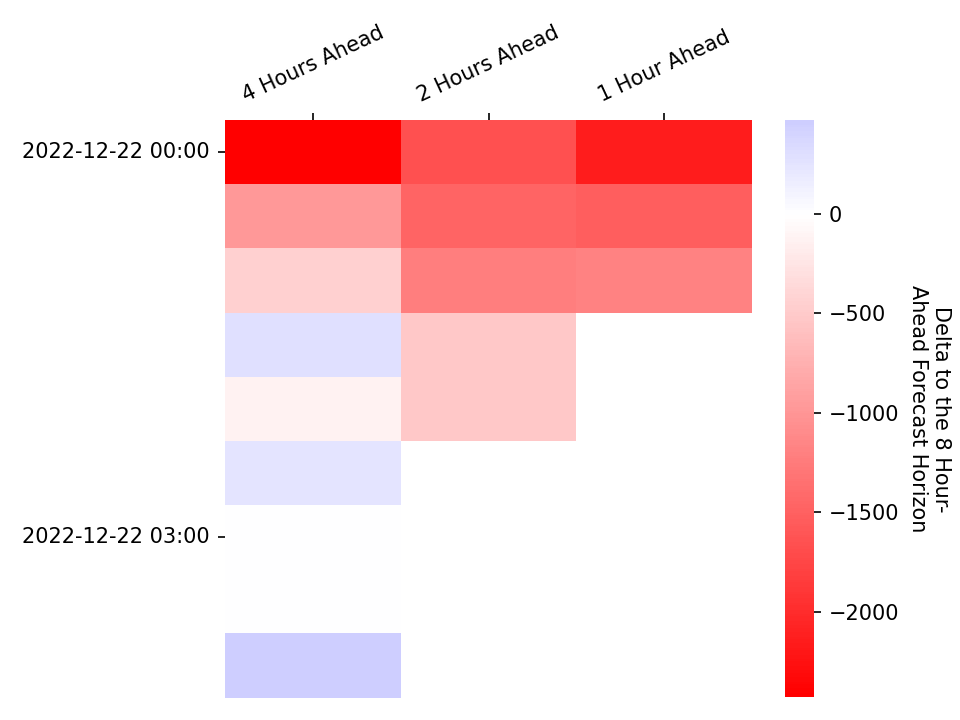 4 Hours Ahead
2 Hours Ahead
1 Hour Ahead
2022-12-22 00:00
2022-12-22 03:00
0
−500
−1000
−1500
−2000
Delta to the 8 Hour-
Ahead Forecast Horizon